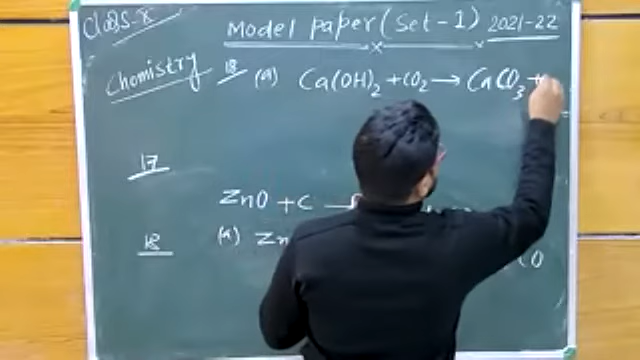 Class-X
Model paper (Set-1) 2021-22
Chemistry 18 (a) Ca(OH)2 + CO2 → CaCO3 +
17
ZnO + C
18 (a) Zn
CO